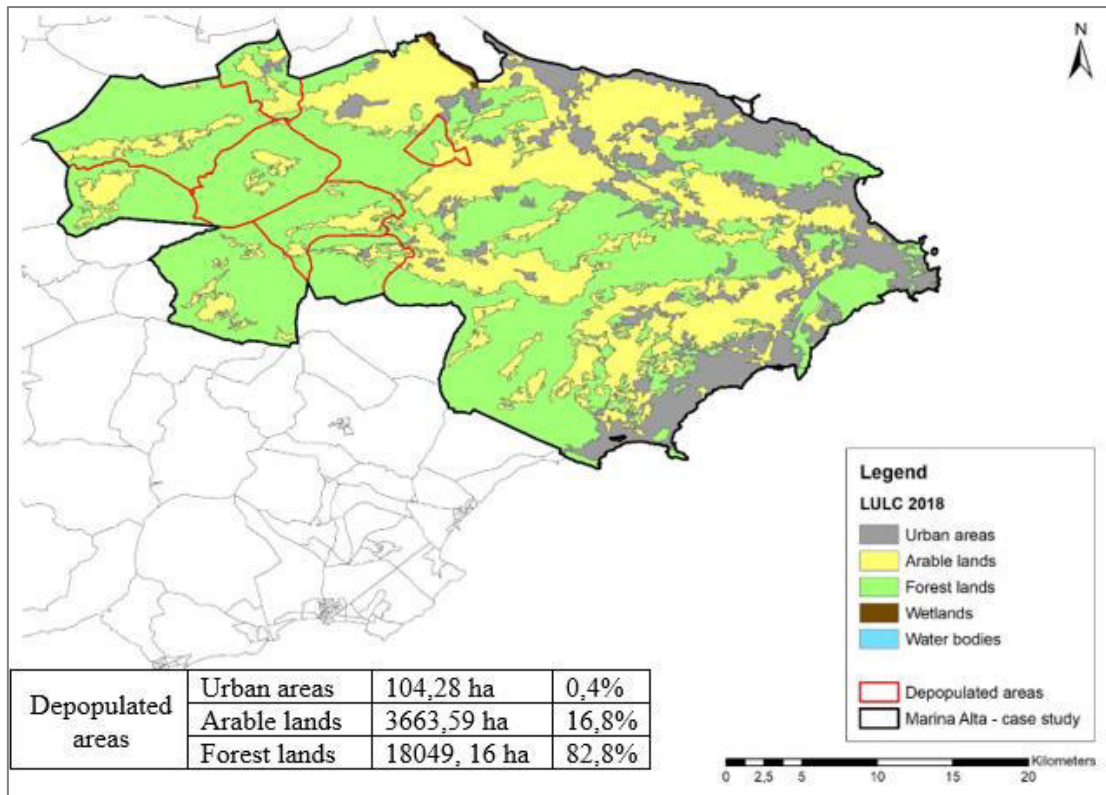 N
Legend
LULC 2018
Urban areas
Arable lands
Forest lands
Wetlands
Water bodies
Depopulated areas
Marina Alta - case study
Depopulated areas
Urban areas 104,28 ha 0,4%
Arable lands 3663,59 ha 16,8%
Forest lands 18049, 16 ha 82,8%
Kilometers
0 2,5 5 10 15 20